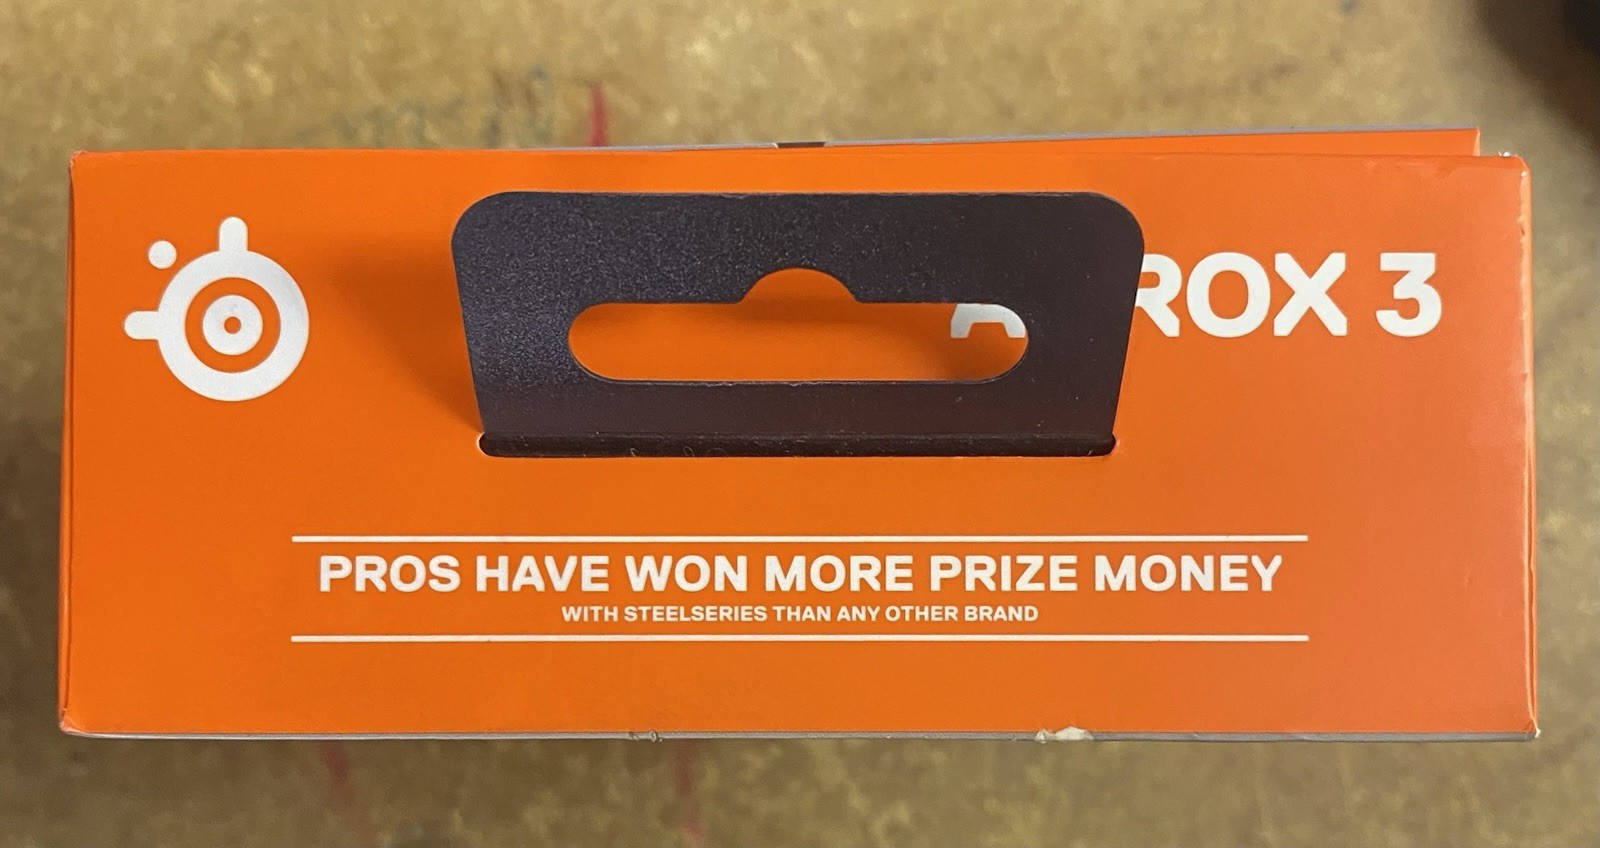 ROX 3
PROS HAVE WON MORE PRIZE MONEY
WITH STEELSERIES THAN ANY OTHER BRAND